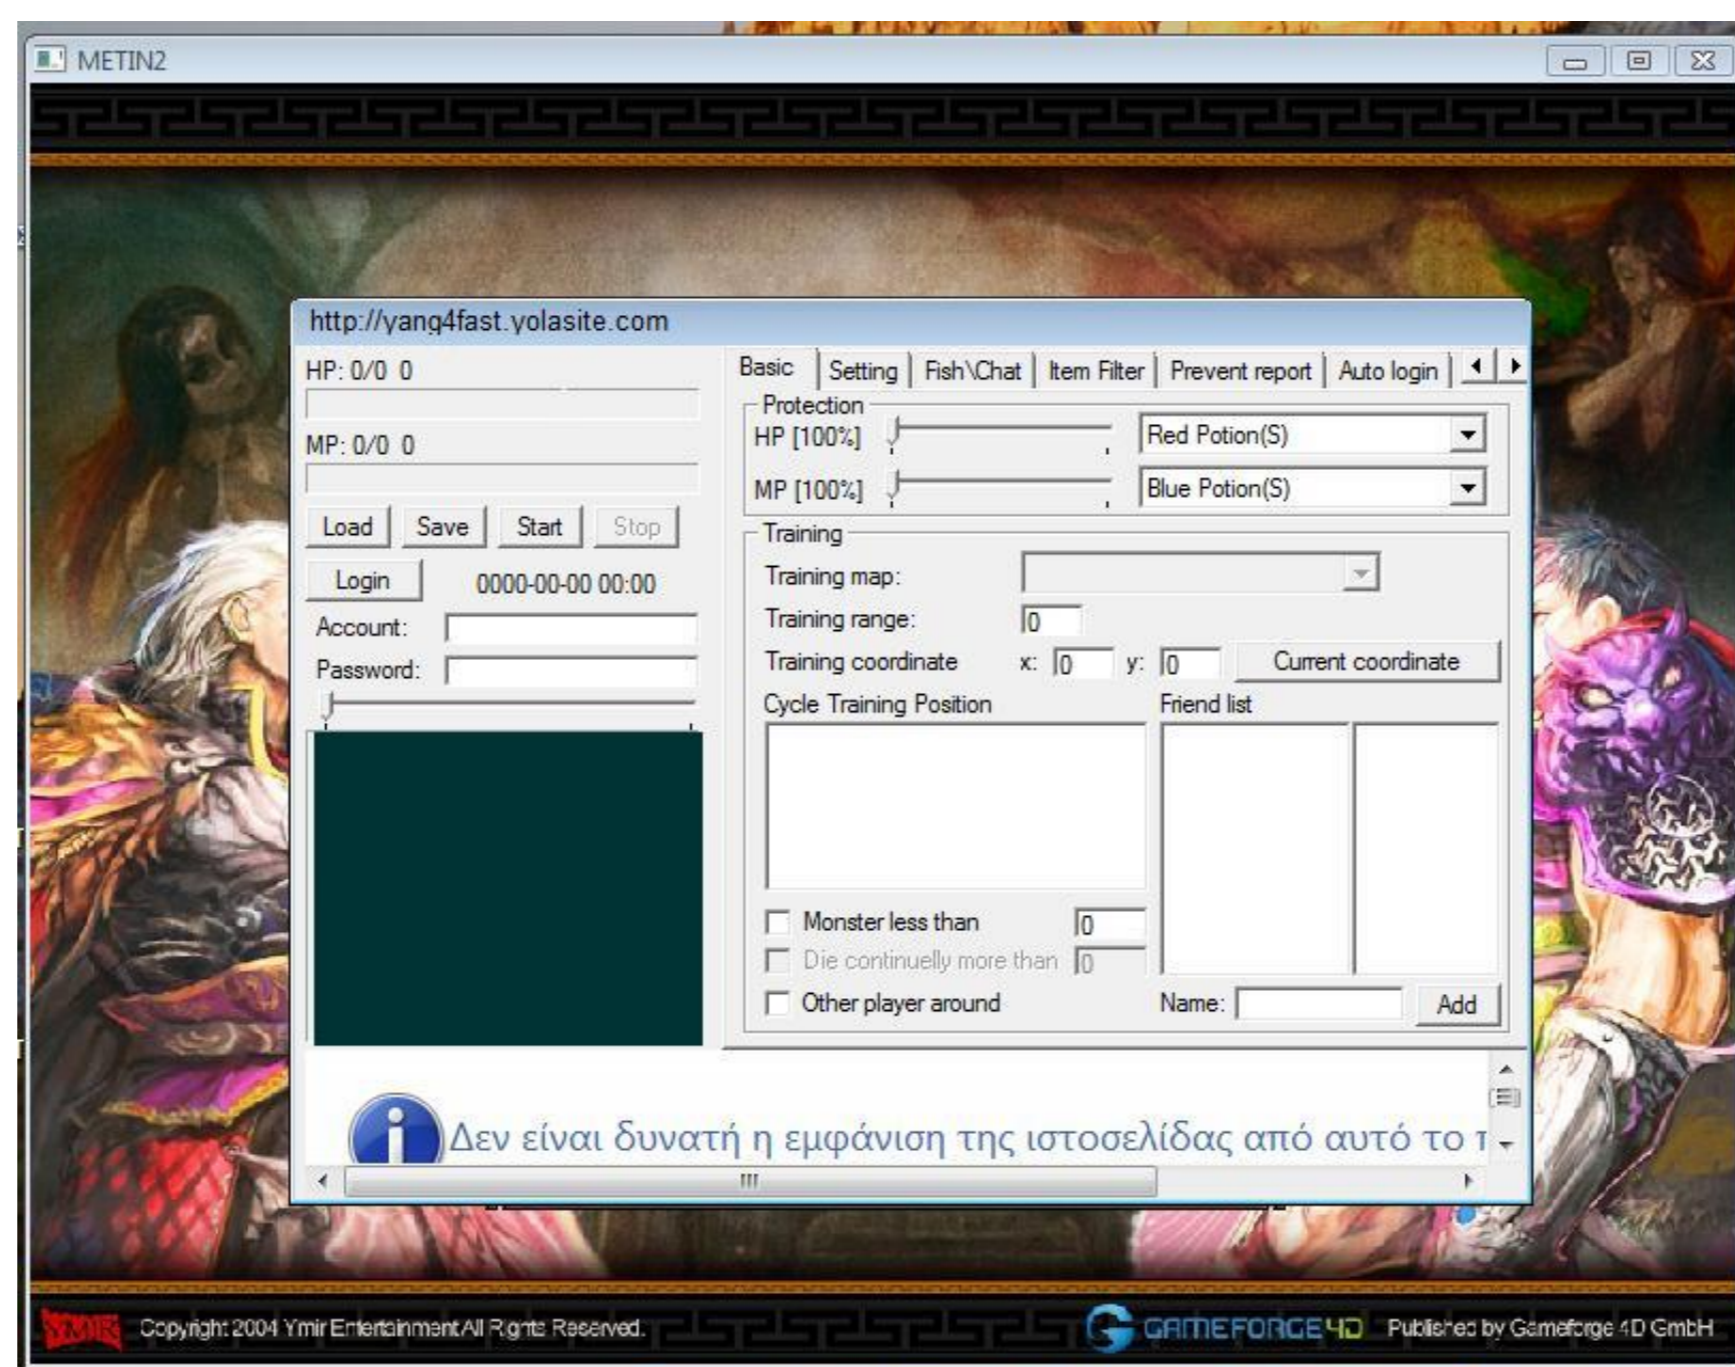 METIN2
http://yang4fast.yolasite.com
HP: 0/0 0
MP: 0/0 0
Load Save Start Stop
Login 0000-00-00 00:00
Account:
Password:
Basic Setting Fish\Chat Item Filter Prevent report Auto login
Protection
HP [100%] Red Potion(S)
MP [100%] Blue Potion(S)
Training
Training map:
Training range: 0
Training coordinate x: 0 y: 0 Current coordinate
Cycle Training Position Friend list
Monster less than 0
Die continuelly more than 0
Other player around Name: Add
Δεν είναι δυνατή η εμφάνιση της ιστοσελίδας από αυτό το
YMIR Copyright 2004 Ymir Entertainment All Rights Reserved. GAMEFORGE4D Published by Gameforge 4D GmbH